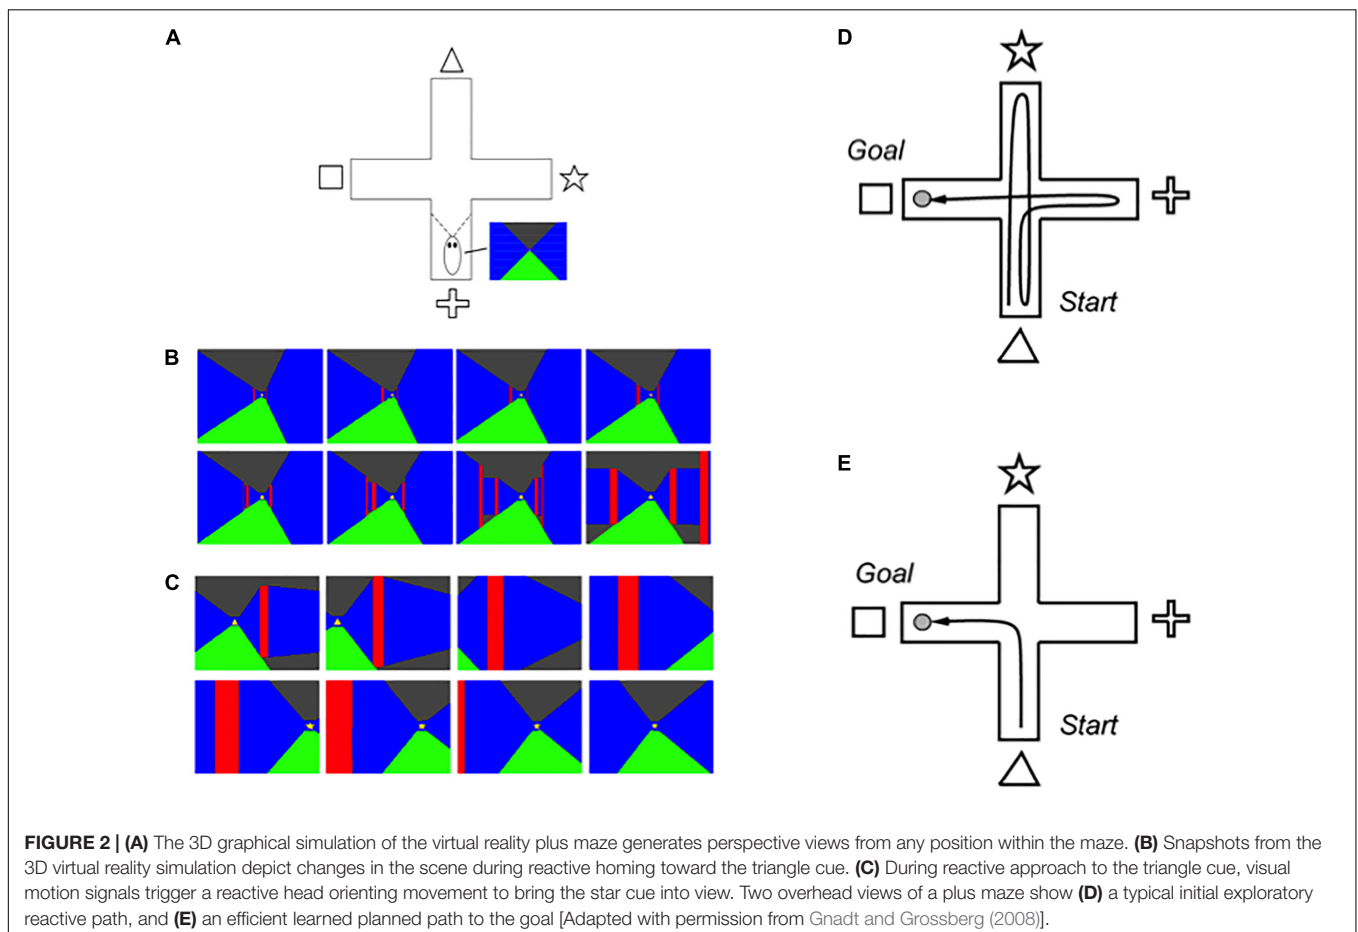 A
D
Goal
Start
B
E
C
Goal
Start
FIGURE 2 | (A) The 3D graphical simulation of the virtual reality plus maze generates perspective views from any position within the maze. (B) Snapshots from the
3D virtual reality simulation depict changes in the scene during reactive homing toward the triangle cue. (C) During reactive approach to the triangle cue, visual
motion signals trigger a reactive head orienting movement to bring the star cue into view. Two overhead views of a plus maze show (D) a typical initial exploratory
reactive path, and (E) an efficient learned planned path to the goal [Adapted with permission from Gnadt and Grossberg (2008)].